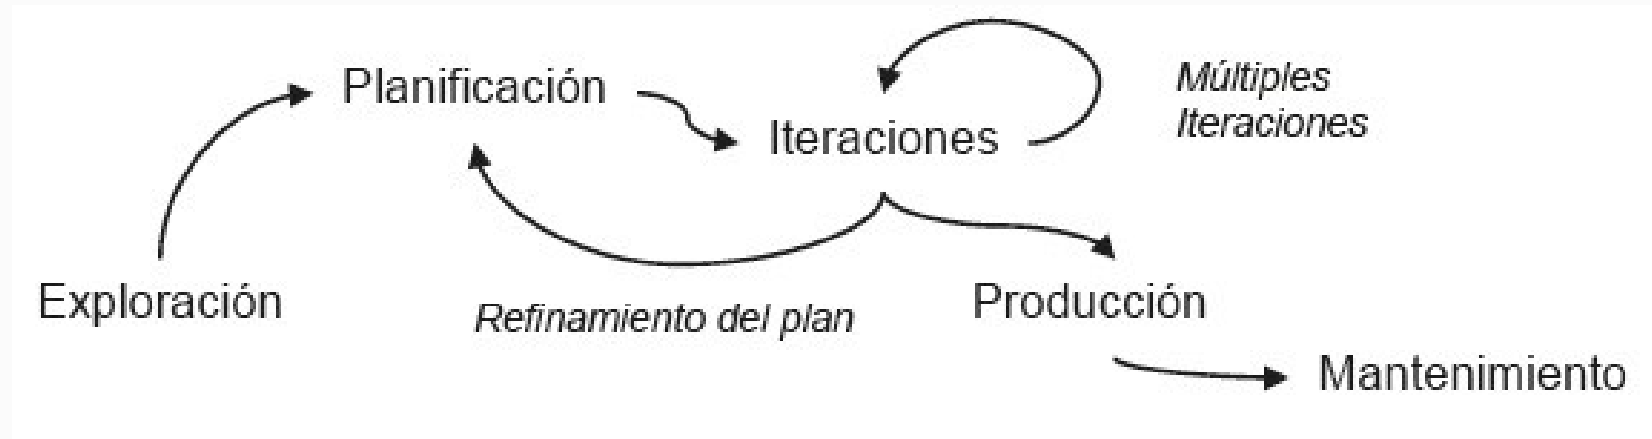 Planificación
Múltiples
Iteraciones
Iteraciones
Exploración
Refinamiento del plan
Producción
Mantenimiento